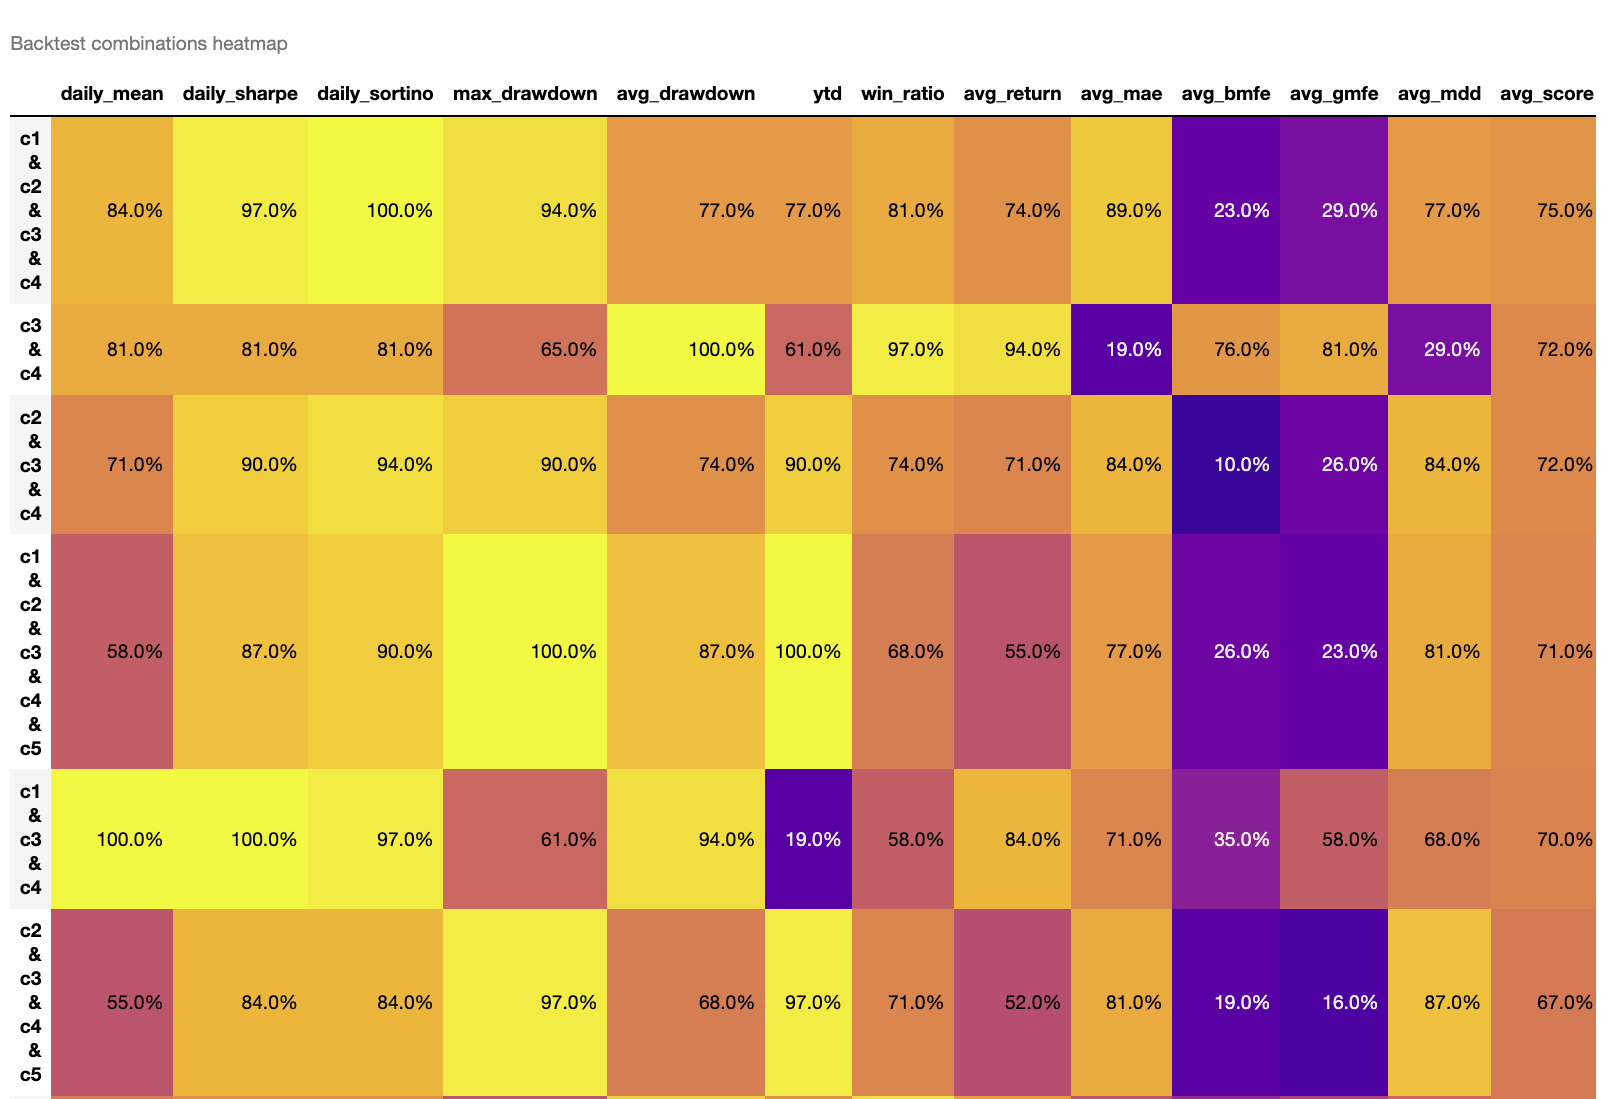 Backtest combinations heatmap
daily_mean daily_sharpe daily_sortino max_drawdown avg_drawdown ytd win_ratio avg_return avg_mae avg_bmfe avg_gmfe avg_mdd avg_score
c1 & c2 & c3 & c4 84.0% 97.0% 100.0% 94.0% 77.0% 77.0% 81.0% 74.0% 89.0% 23.0% 29.0% 77.0% 75.0%
c3 & c4 81.0% 81.0% 81.0% 65.0% 100.0% 61.0% 97.0% 94.0% 19.0% 76.0% 81.0% 29.0% 72.0%
c2 & c3 & c4 71.0% 90.0% 94.0% 90.0% 74.0% 90.0% 74.0% 71.0% 84.0% 10.0% 26.0% 84.0% 72.0%
c1 & c2 & c3 & c4 & c5 58.0% 87.0% 90.0% 100.0% 87.0% 100.0% 68.0% 55.0% 77.0% 26.0% 23.0% 81.0% 71.0%
c1 & c3 & c4 100.0% 100.0% 97.0% 61.0% 94.0% 19.0% 58.0% 84.0% 71.0% 35.0% 58.0% 68.0% 70.0%
c2 & c3 & c4 & c5 55.0% 84.0% 84.0% 97.0% 68.0% 97.0% 71.0% 52.0% 81.0% 19.0% 16.0% 87.0% 67.0%